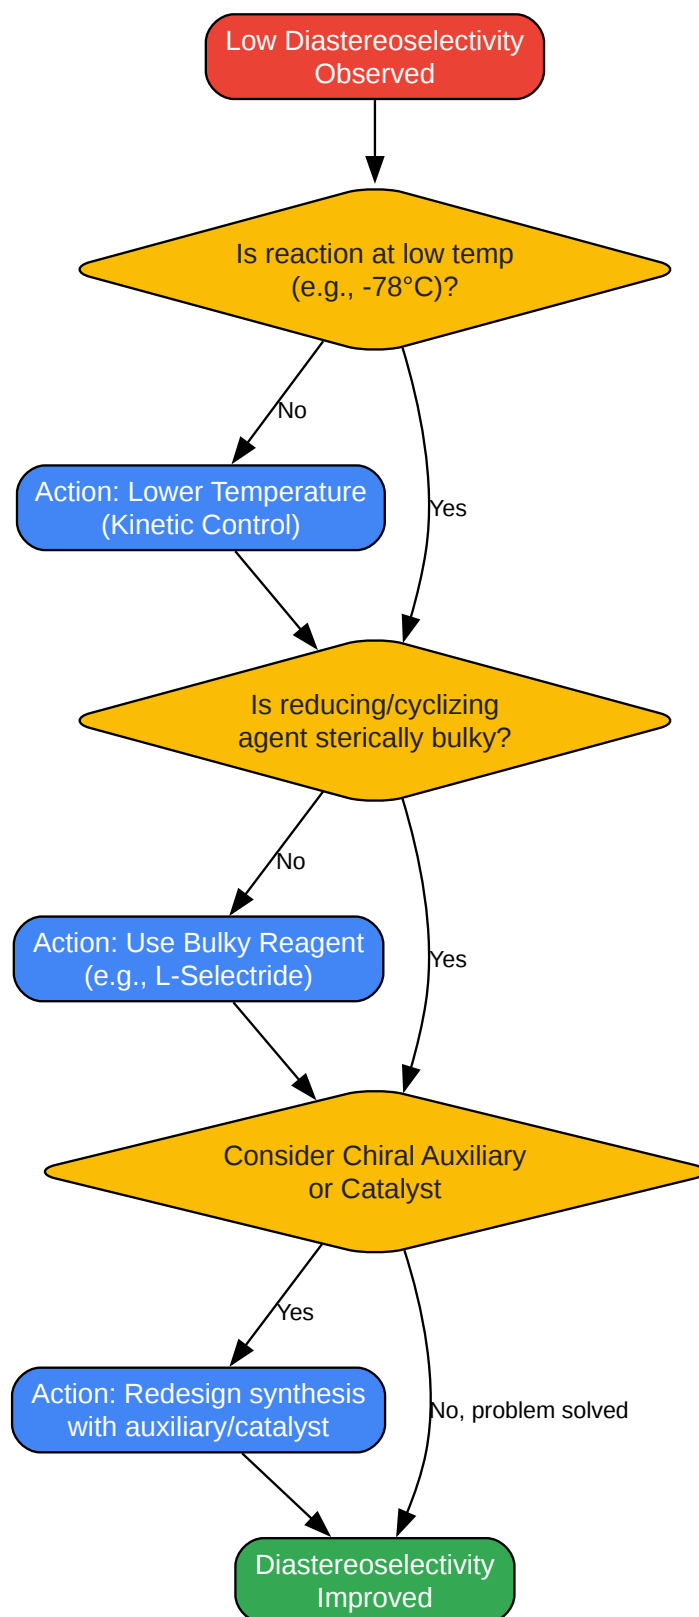 Low Diastereoselectivity
Observed
Is reaction at low temp
(e.g., -78°C)?
No
Action: Lower Temperature
(Kinetic Control)
Yes
Is reducing/cyclizing
agent sterically bulky?
No
Action: Use Bulky Reagent
(e.g., L-Selectride)
Yes
Consider Chiral Auxiliary
or Catalyst
Yes
Action: Redesign synthesis
with auxiliary/catalyst
No, problem solved
Diastereoselectivity
Improved